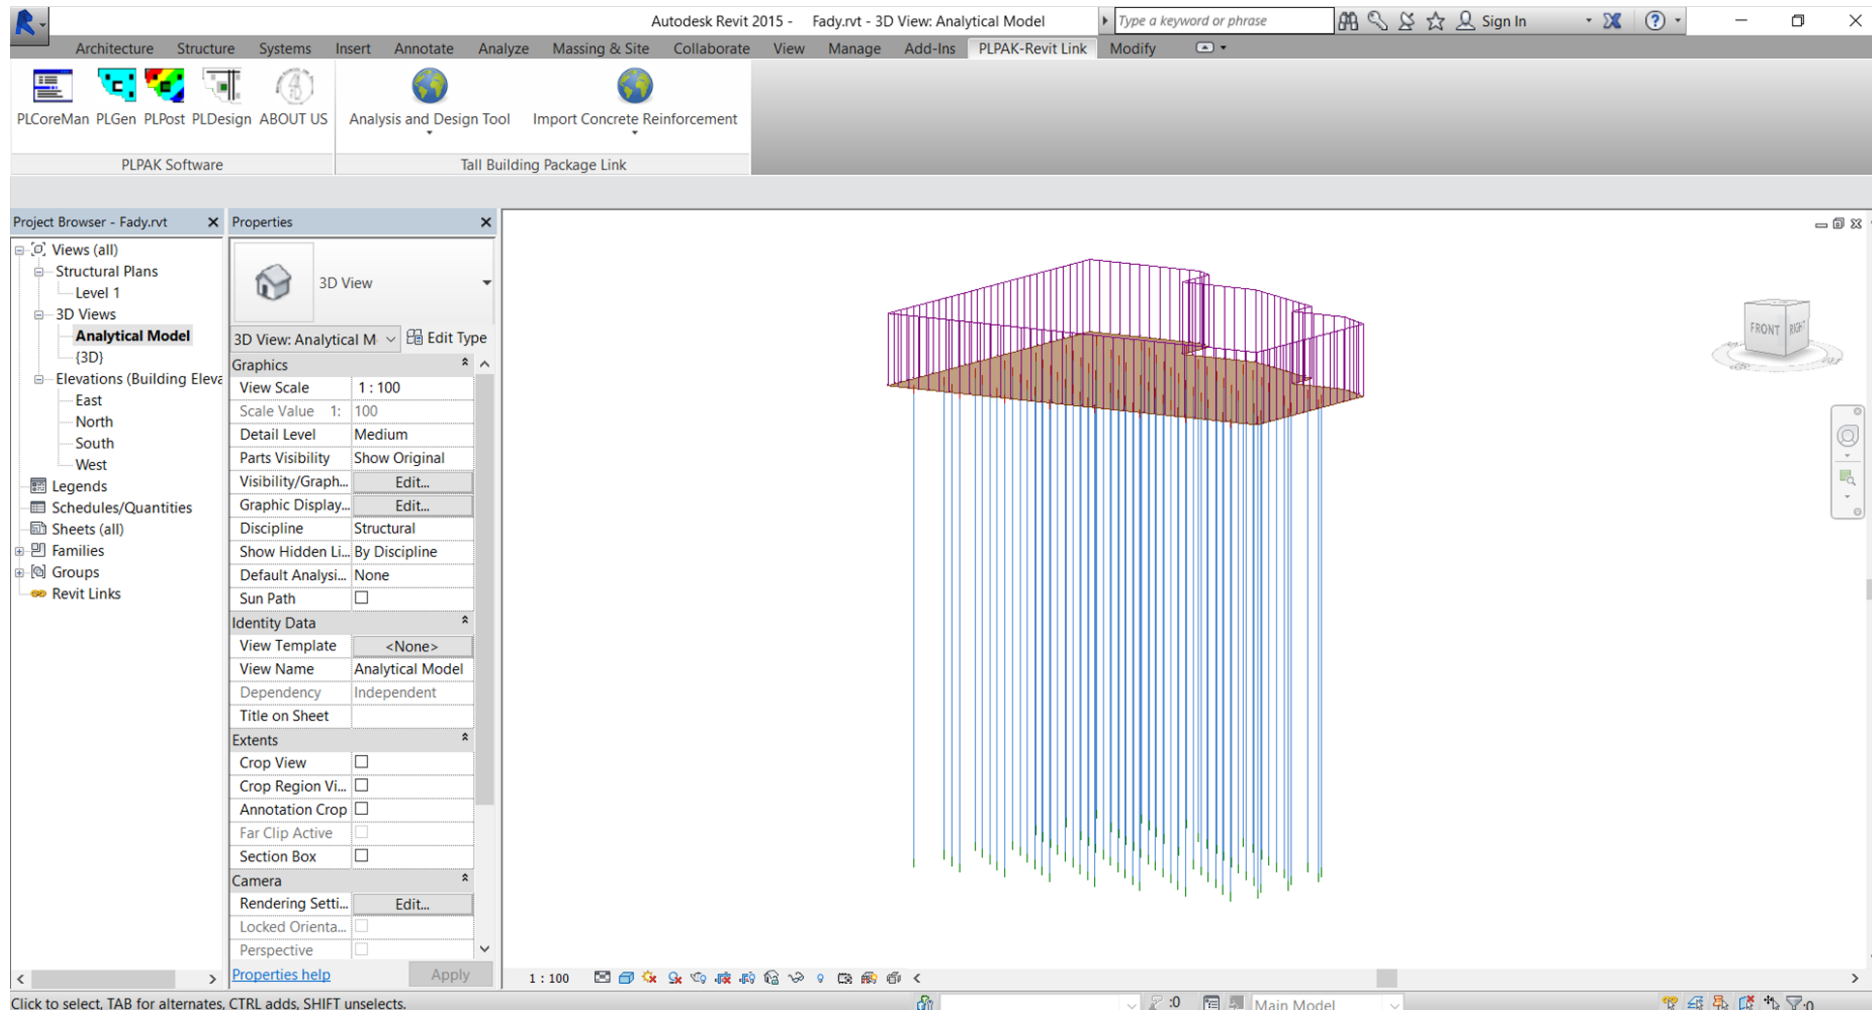 Autodesk Revit 2015 -    Fady.rvt - 3D View: Analytical Model
Type a keyword or phrase
Sign In
Architecture Structure Systems Insert Annotate Analyze Massing & Site Collaborate View Manage Add-Ins PLPAK-Revit Link Modify
PLCoreMan PLGen PLPost PLDesign ABOUT US Analysis and Design Tool Import Concrete Reinforcement
PLPAK Software Tall Building Package Link
Project Browser - Fady.rvt
Views (all)
Structural Plans
Level 1
3D Views
Analytical Model
{3D}
Elevations (Building Eleva
East
North
South
West
Legends
Schedules/Quantities
Sheets (all)
Families
Groups
Revit Links
Properties
3D View
3D View: Analytical M Edit Type
Graphics
View Scale 1 : 100
Scale Value 1: 100
Detail Level Medium
Parts Visibility Show Original
Visibility/Graph... Edit...
Graphic Display... Edit...
Discipline Structural
Show Hidden Li... By Discipline
Default Analysi... None
Sun Path
Identity Data
View Template <None>
View Name Analytical Model
Dependency Independent
Title on Sheet
Extents
Crop View
Crop Region Vi...
Annotation Crop
Far Clip Active
Section Box
Camera
Rendering Setti... Edit...
Locked Orienta...
Perspective
Properties help Apply
FRONT RIGHT
1 : 100
Click to select, TAB for alternates, CTRL adds, SHIFT unselects.
:0 Main Model :0